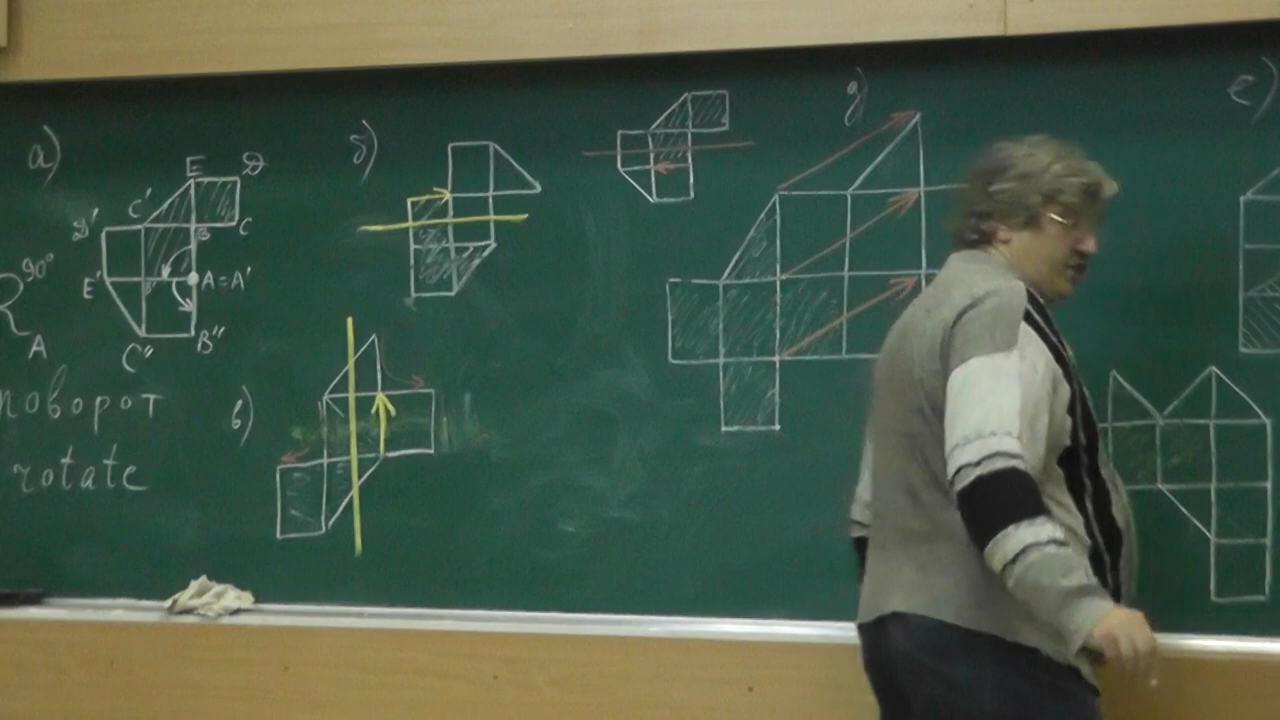 а)
E D
C' C
D' B
E' A = A'
C" B"
90°
A
поворот
rotate
б)
в)
д)
е)